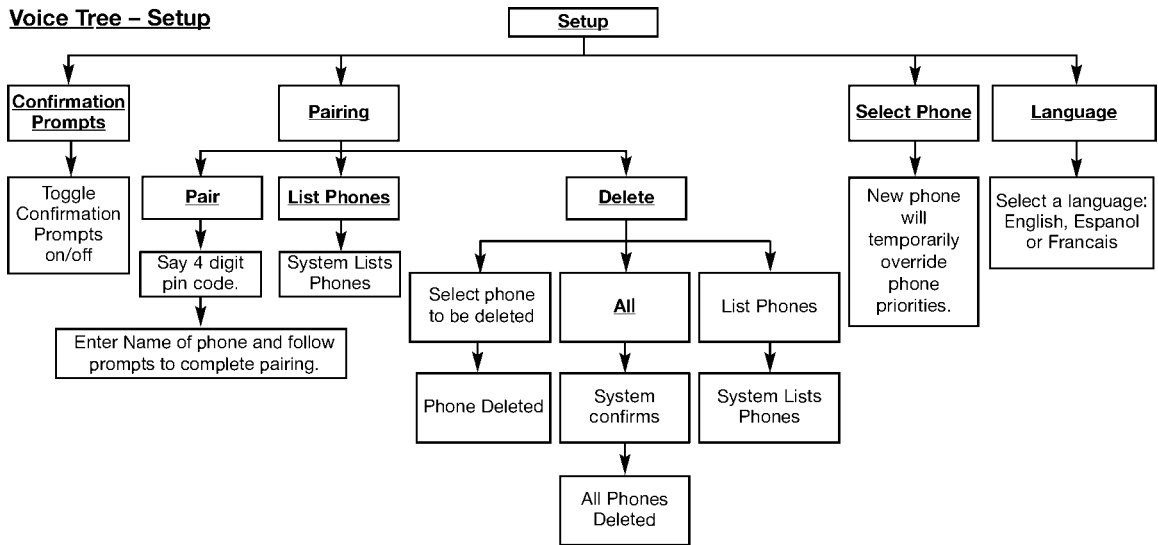 Voice Tree – Setup
Setup
Confirmation
Prompts
Pairing
Select Phone
Language
Toggle
Confirmation
Prompts
on/off
Pair
List Phones
Delete
New phone
will
temporarily
override
phone
priorities.
Select a language:
English, Espanol
or Francais
Say 4 digit
pin code.
System Lists
Phones
Select phone
to be deleted
All
List Phones
Enter Name of phone and follow
prompts to complete pairing.
Phone Deleted
System
confirms
System Lists
Phones
All Phones
Deleted